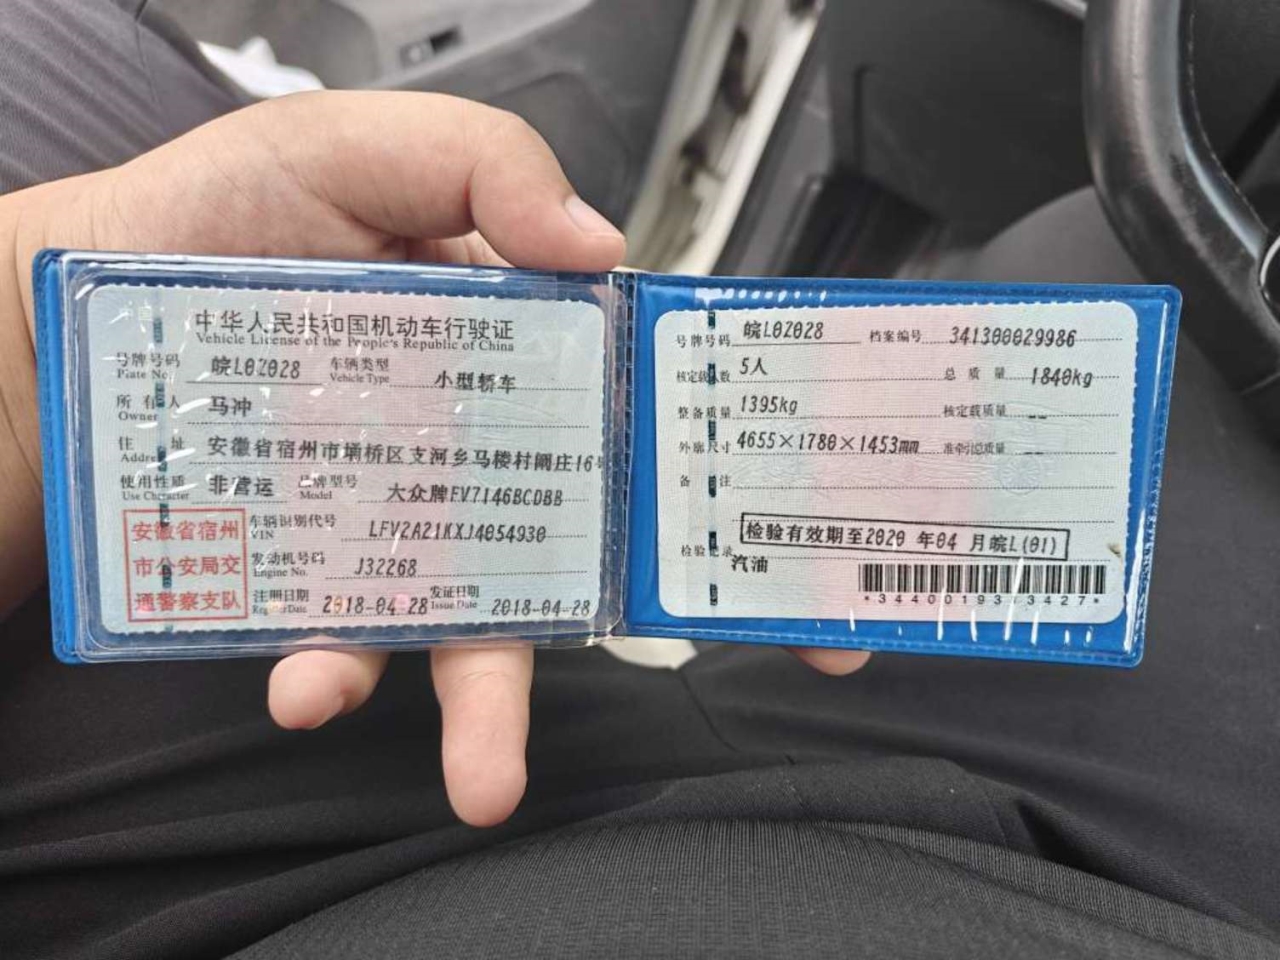 中华人民共和国机动车行驶证
Vehicle License of the People's Republic of China
号牌号码 皖L0Z028 车辆类型 小型轿车
Plate No. Vehicle Type
所有人 马冲
Owner
住址 安徽省宿州市埇桥区支河乡马楼村阚庄16
Address
使用性质 非营运 品牌型号 大众牌FV7146BCDBB
Use Character Model
安徽省宿州
市公安局交
通警察支队
车辆识别代号 LFV2A21KXJ4054930
VIN
发动机号码 J32268
Engine No.
注册日期 2018-04-28 发证日期 2018-04-28
Register Date Issue Date
号牌号码 皖L0Z028 档案编号 341300029986
核定载人数 5人 总质量 1840kg
整备质量 1395kg 核定载质量 --
外廓尺寸 4655×1780×1453mm 准牵引总质量 --
备注
检验有效期至2020 年04 月皖L(01)
检验记录
汽油